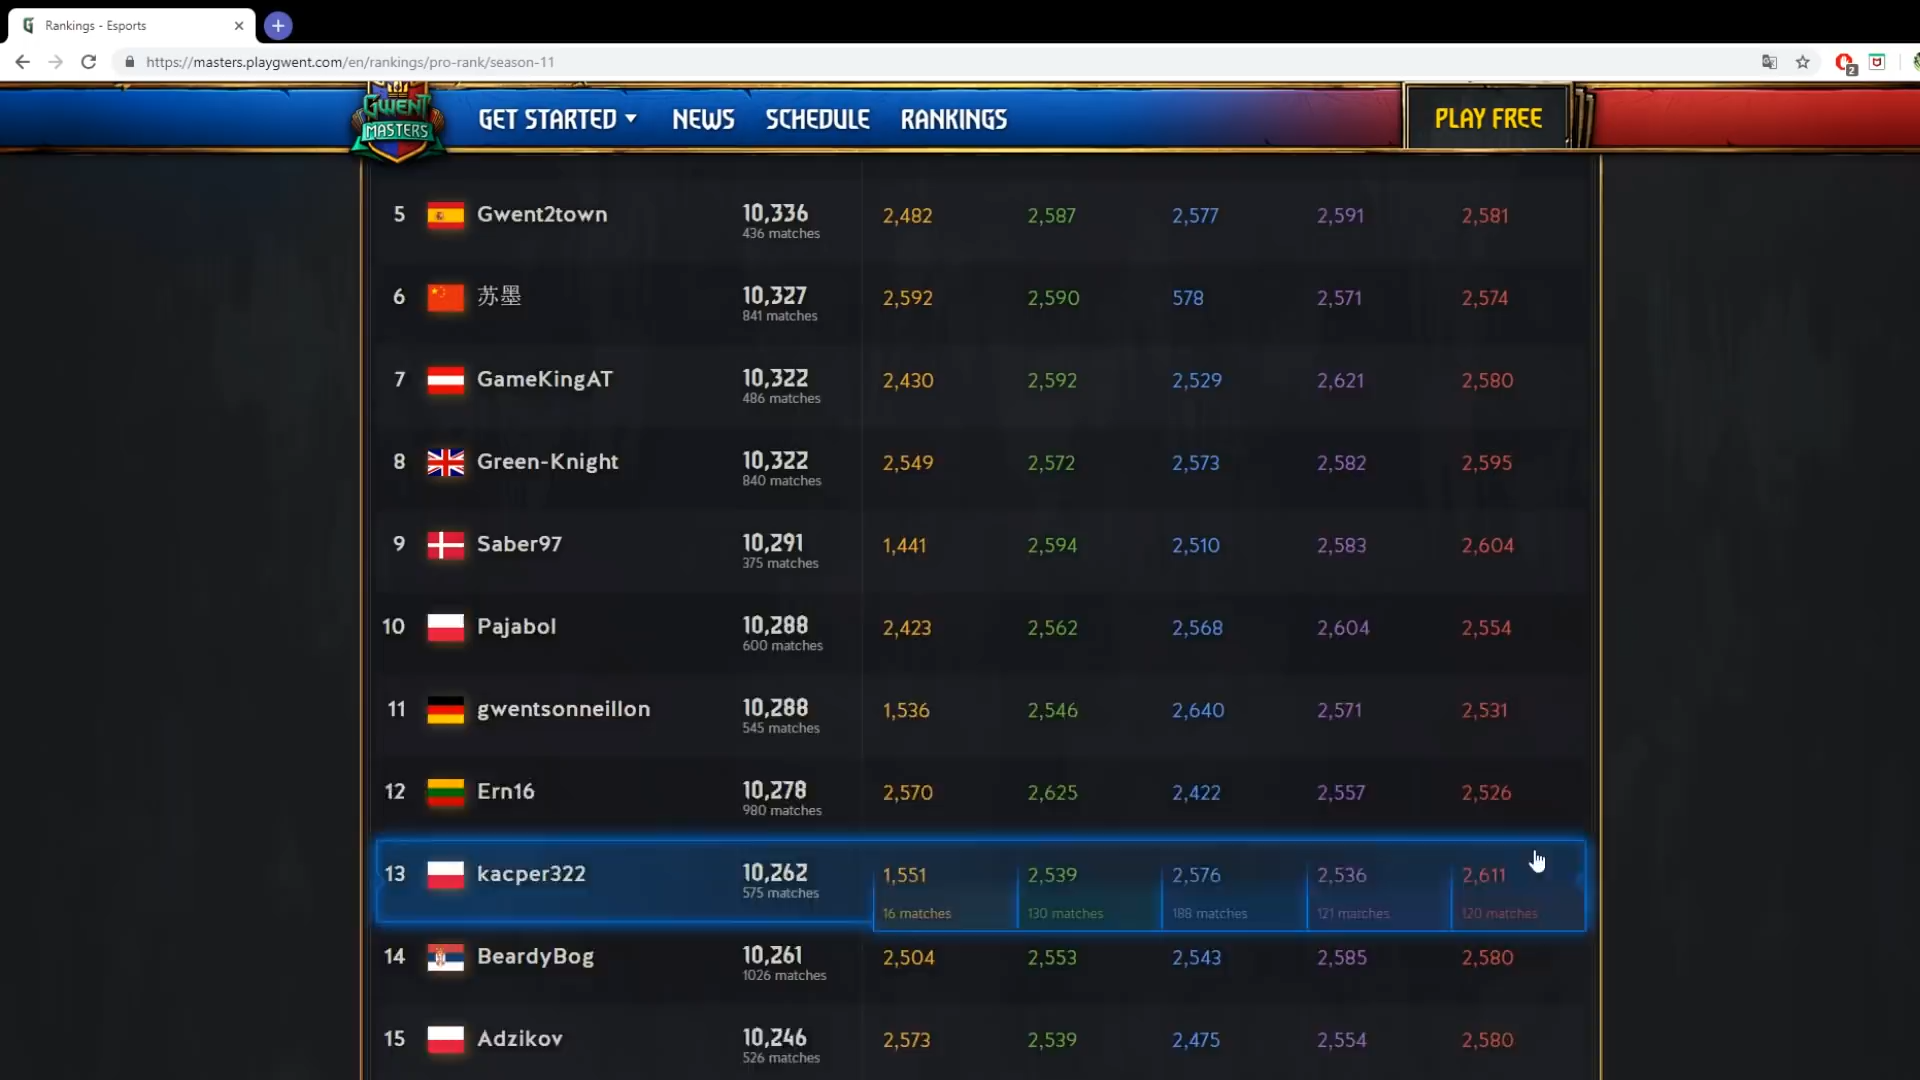 Rankings - Esports
https://masters.playgwent.com/en/rankings/pro-rank/season-11
2
GWENT
MASTERS
GET STARTED NEWS SCHEDULE RANKINGS PLAY FREE
5 Gwent2town 10,336 2,482 2,587 2,577 2,591 2,581
436 matches
6 苏墨 10,327 2,592 2,590 578 2,571 2,574
841 matches
7 GameKingAT 10,322 2,430 2,592 2,529 2,621 2,580
486 matches
8 Green-Knight 10,322 2,549 2,572 2,573 2,582 2,595
840 matches
9 Saber97 10,291 1,441 2,594 2,510 2,583 2,604
375 matches
10 Pajabol 10,288 2,423 2,562 2,568 2,604 2,554
600 matches
11 gwentsonneillon 10,288 1,536 2,546 2,640 2,571 2,531
545 matches
12 Ern16 10,278 2,570 2,625 2,422 2,557 2,526
980 matches
13 kacper322 10,262 1,551 2,539 2,576 2,536 2,611
575 matches 16 matches 130 matches 188 matches 121 matches 120 matches
14 BeardyBog 10,261 2,504 2,553 2,543 2,585 2,580
1026 matches
15 Adzikov 10,246 2,573 2,539 2,475 2,554 2,580
526 matches